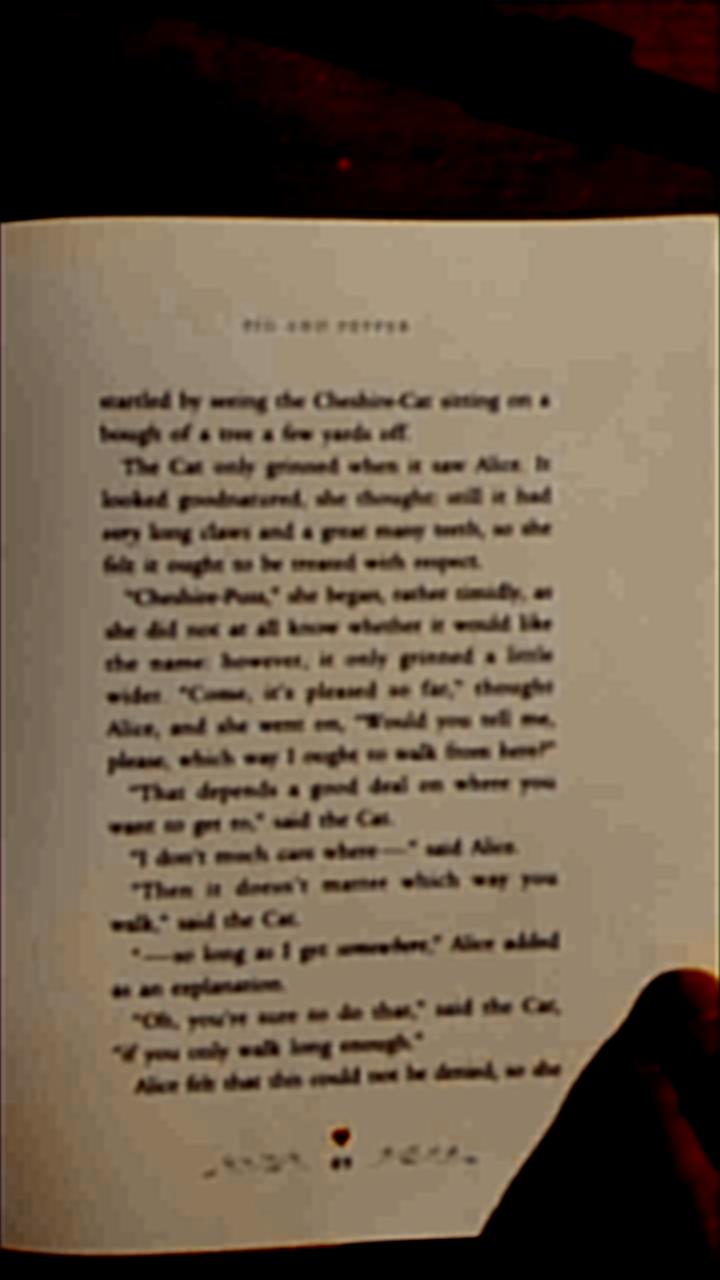 PIG AND PEPPER
startled by seeing the Cheshire-Cat sitting on a
bough of a tree a few yards off.
The Cat only grinned when it saw Alice. It
looked goodnatured, she thought: still it had
very long claws and a great many teeth, so she
felt it ought to be treated with respect.
"Cheshire-Puss," she began, rather timidly, as
she did not at all know whether it would like
the name: however, it only grinned a little
wider. "Come, it's pleased so far," thought
Alice, and she went on, "Would you tell me,
please, which way I ought to walk from here?"
"That depends a good deal on where you
want to get to," said the Cat.
"I don't much care where—" said Alice.
"Then it doesn't matter which way you
walk," said the Cat.
"—so long as I get somewhere," Alice added
as an explanation.
"Oh, you're sure to do that," said the Cat,
"if you only walk long enough."
Alice felt that this could not be denied, so she